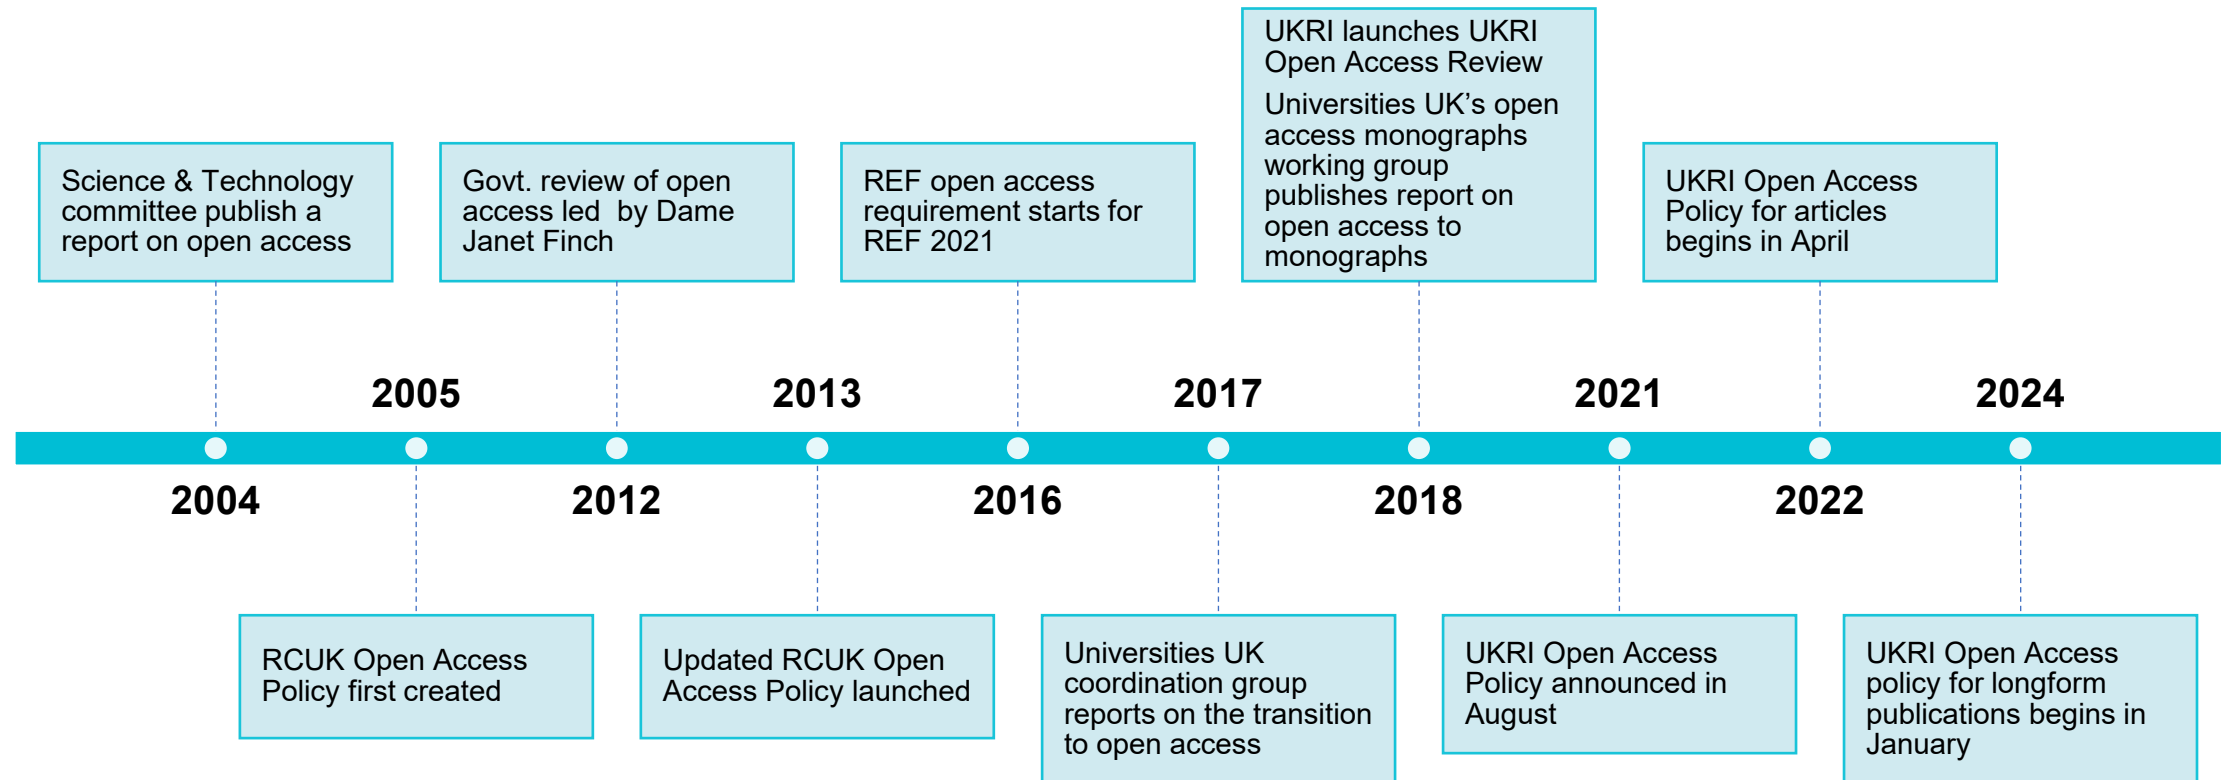 UKRI launches UKRI
Open Access Review
Universities UK’s open
access monographs
working group
publishes report on
open access to
monographs
Science & Technology
committee publish a
report on open access
Govt. review of open
access led  by Dame
Janet Finch
REF open access
requirement starts for
REF 2021
UKRI Open Access
Policy for articles
begins in April
2005
2013
2017
2021
2024
2004
2012
2016
2018
2022
RCUK Open Access
Policy first created
Updated RCUK Open
Access Policy launched
Universities UK
coordination group
reports on the transition
to open access
UKRI Open Access
Policy announced in
August
UKRI Open Access
policy for longform
publications begins in
January